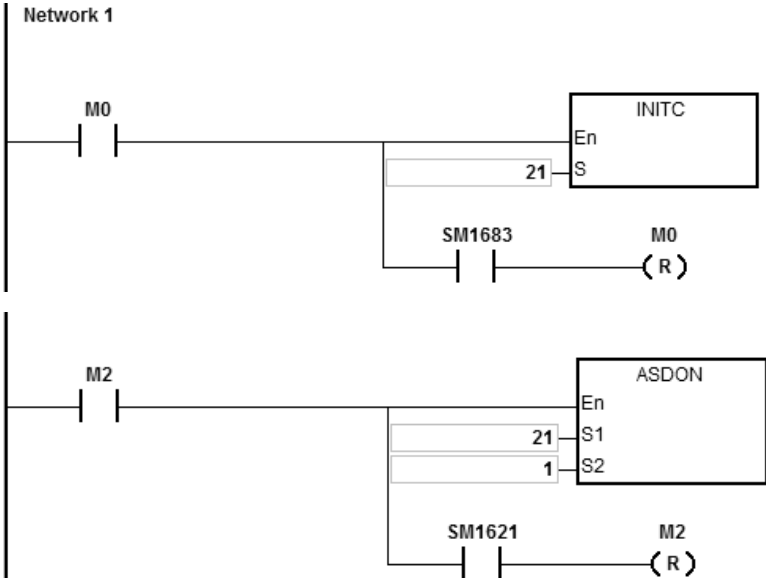 Network 1
M0
INITC
En
21 S
SM1683 M0
R
M2
ASDON
En
21 S1
1 S2
SM1621 M2
R